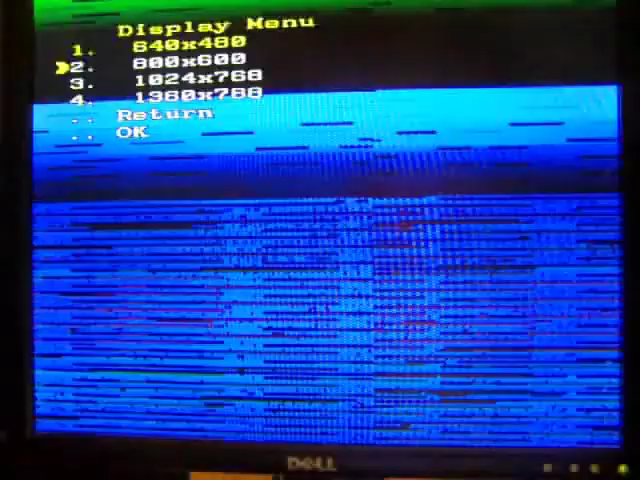 Display Menu
1. 640x480
2. 800x600
3. 1024x768
4. 1360x768
.. Return
.. OK
DELL